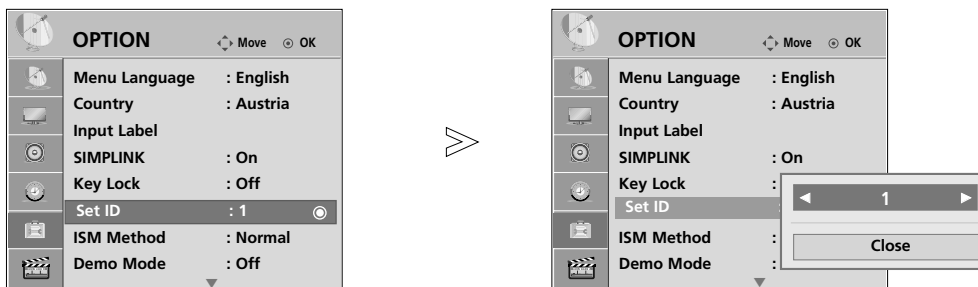 OPTION Move OK
Menu Language : English
Country : Austria
Input Label
SIMPLINK : On
Key Lock : Off
Set ID : 1
ISM Method : Normal
Demo Mode : Off
OPTION Move OK
Menu Language : English
Country : Austria
Input Label
SIMPLINK : On
Key Lock :
Set ID
ISM Method :
Demo Mode :
◄ 1 ►
Close